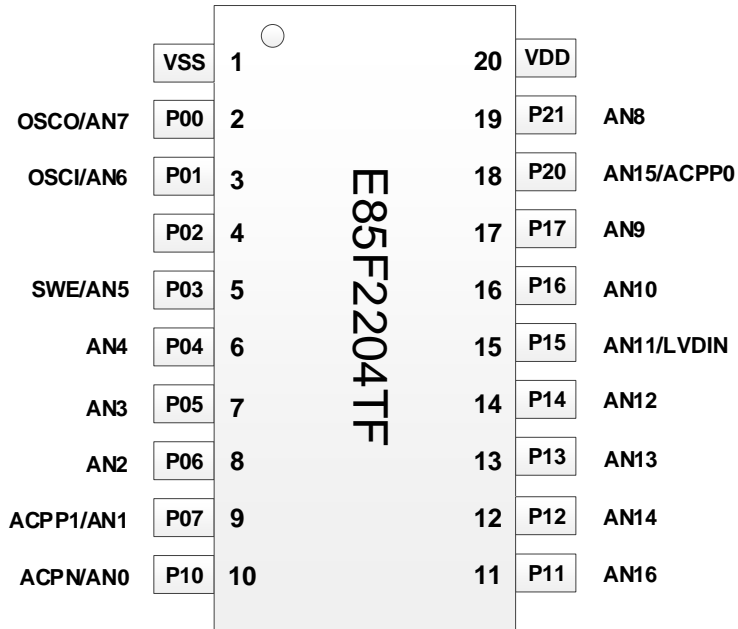 VSS 1 20 VDD
OSCO/AN7 P00 2 19 P21 AN8
OSCI/AN6 P01 3 18 P20 AN15/ACPP0
P02 4 17 P17 AN9
SWE/AN5 P03 5 16 P16 AN10
AN4 P04 6 15 P15 AN11/LVDIN
AN3 P05 7 14 P14 AN12
AN2 P06 8 13 P13 AN13
ACPP1/AN1 P07 9 12 P12 AN14
ACPN/AN0 P10 10 11 P11 AN16
E85F2204TF